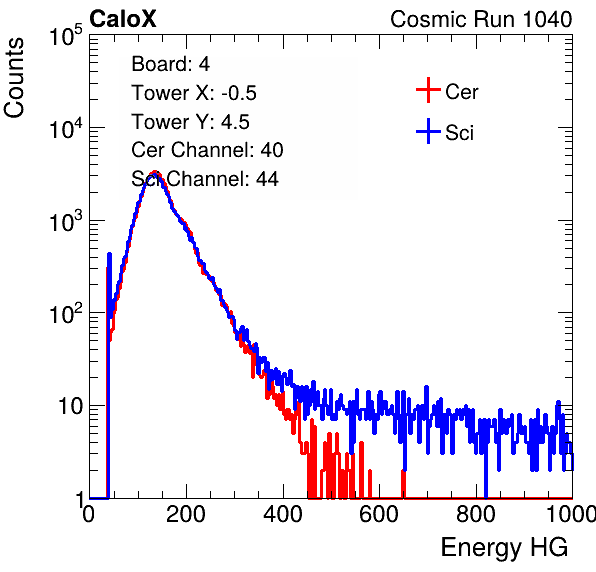 CaloX Cosmic Run 1040
Counts
Board: 4
Tower X: -0.5
Tower Y: 4.5
Cer Channel: 40
Sci Channel: 44
Cer
Sci
10^5
10^4
10^3
10^2
10
1
0 200 400 600 800 1000
Energy HG